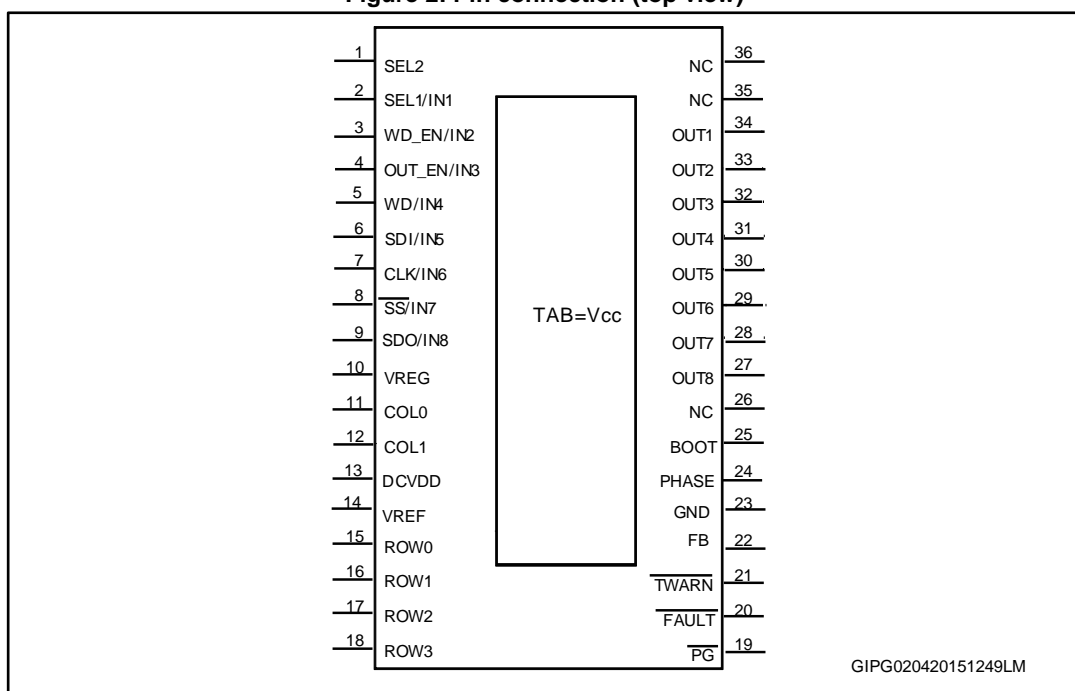 Figure 2. Pin connection (top view)
1 SEL2
2 SEL1/IN1
3 WD_EN/IN2
4 OUT_EN/IN3
5 WD/IN4
6 SDI/IN5
7 CLK/IN6
8 SS/IN7
9 SDO/IN8
10 VREG
11 COL0
12 COL1
13 DCVDD
14 VREF
15 ROW0
16 ROW1
17 ROW2
18 ROW3
TAB=Vcc
NC 36
NC 35
OUT1 34
OUT2 33
OUT3 32
OUT4 31
OUT5 30
OUT6 29
OUT7 28
OUT8 27
NC 26
BOOT 25
PHASE 24
GND 23
FB 22
TWARN 21
FAULT 20
PG 19
GIPG020420151249LM